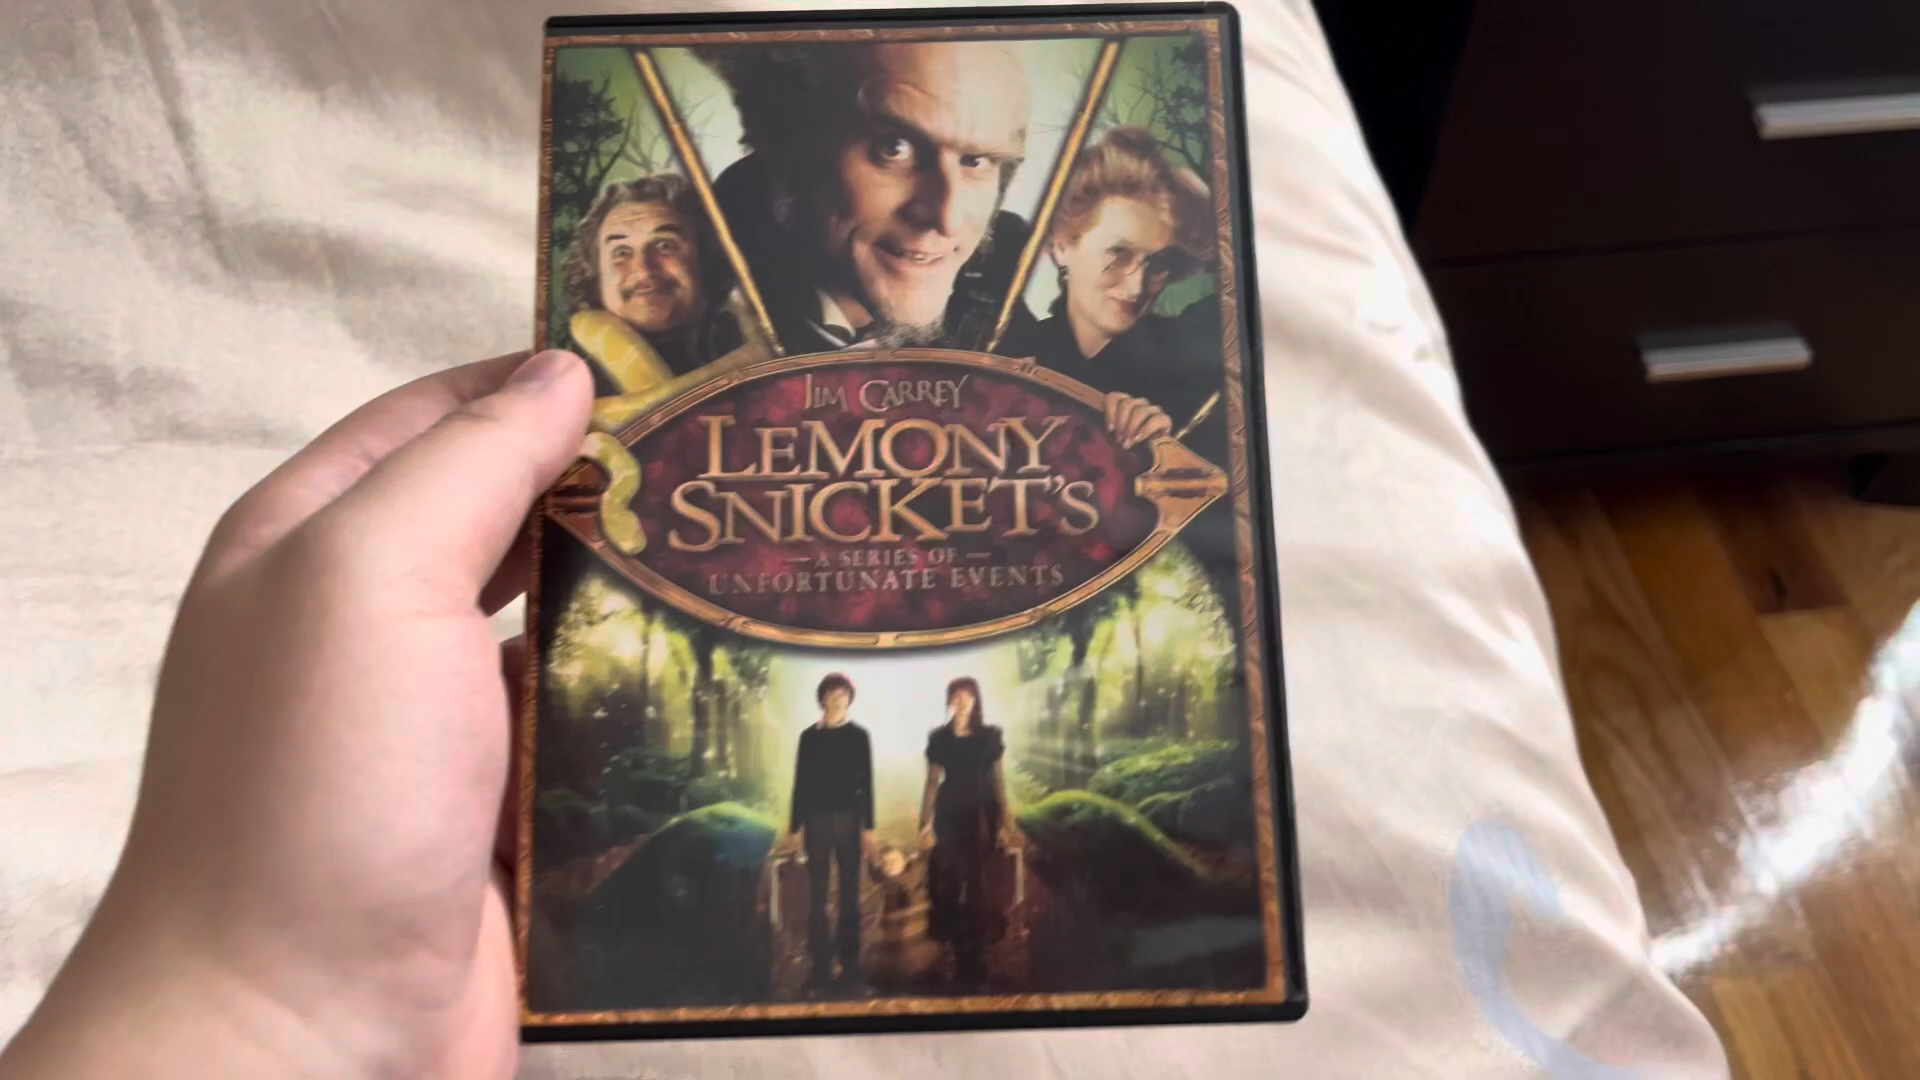 JIM CARREY
LEMONY
SNICKET'S
— A SERIES OF —
UNFORTUNATE EVENTS